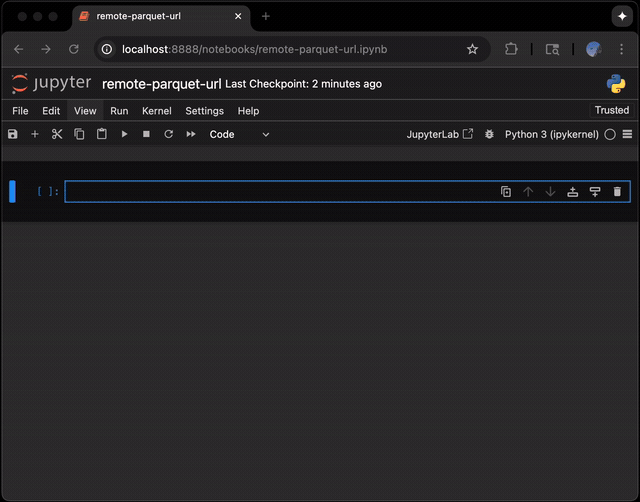 remote-parquet-url
localhost:8888/notebooks/remote-parquet-url.ipynb
jupyter remote-parquet-url Last Checkpoint: 2 minutes ago
File Edit View Run Kernel Settings Help Trusted
Code JupyterLab Python 3 (ipykernel)
[ ]: